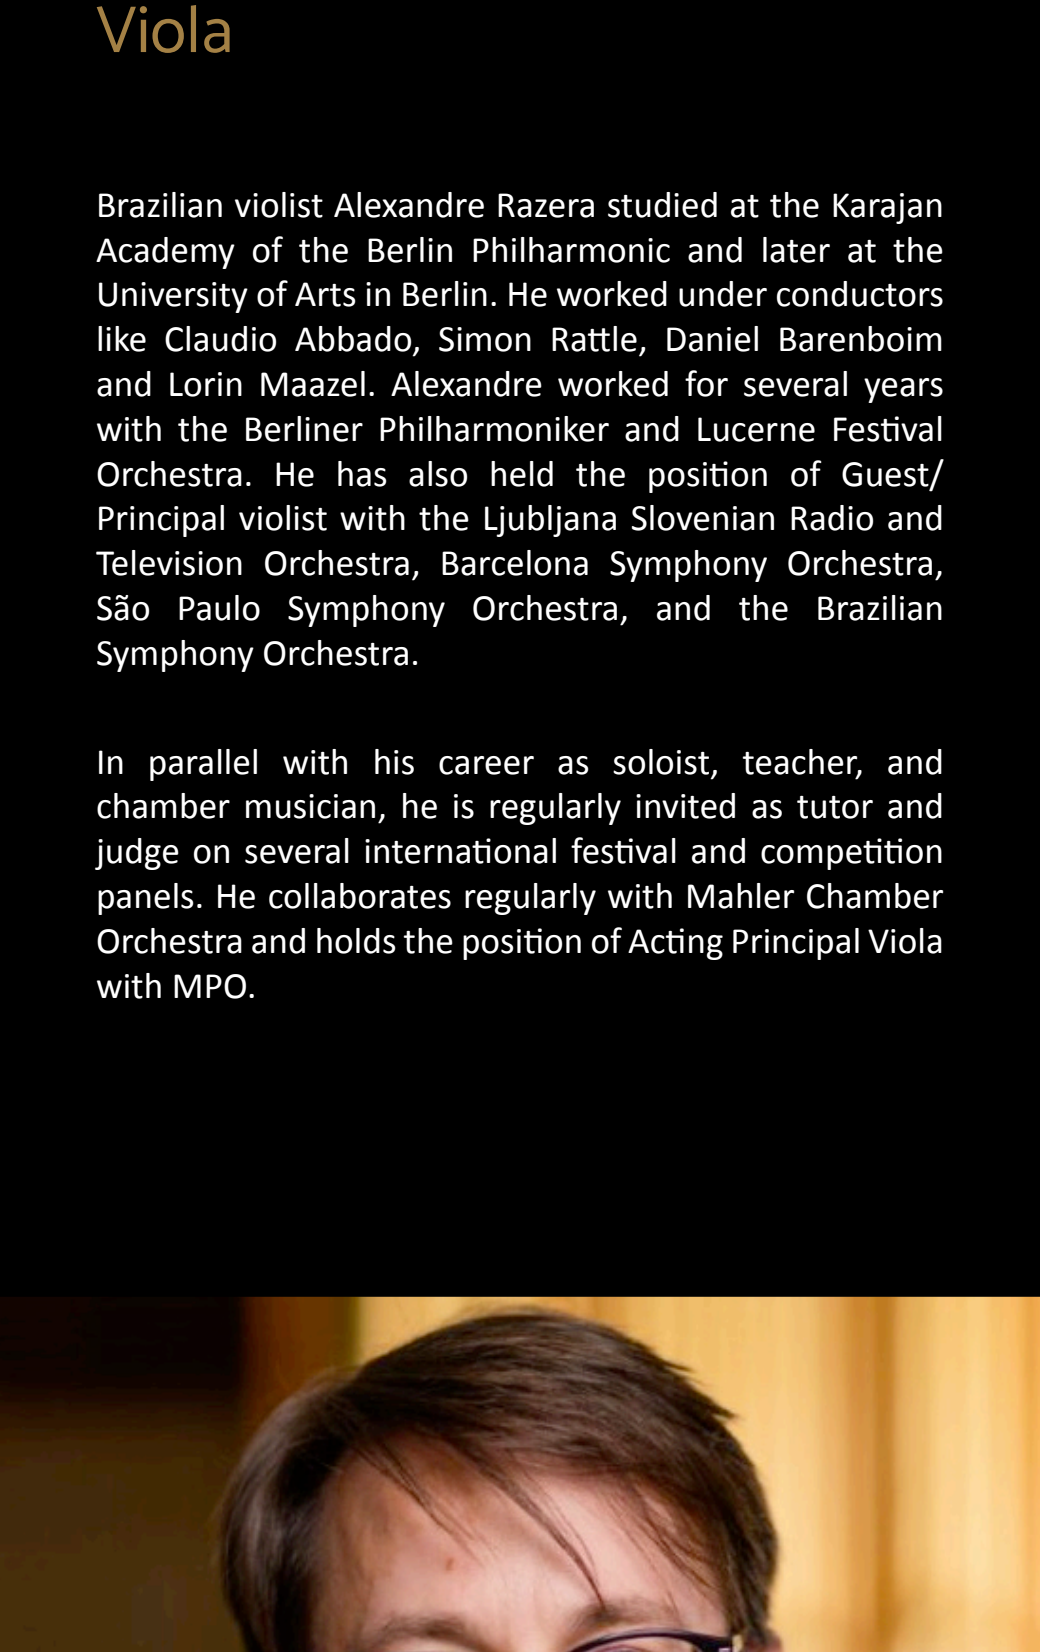 Viola
Brazilian violist Alexandre Razera studied at the Karajan
Academy of the Berlin Philharmonic and later at the
University of Arts in Berlin. He worked under conductors
like Claudio Abbado, Simon Rattle, Daniel Barenboim
and Lorin Maazel. Alexandre worked for several years
with the Berliner Philharmoniker and Lucerne Festival
Orchestra. He has also held the position of Guest/
Principal violist with the Ljubljana Slovenian Radio and
Television Orchestra, Barcelona Symphony Orchestra,
São Paulo Symphony Orchestra, and the Brazilian
Symphony Orchestra.
In parallel with his career as soloist, teacher, and
chamber musician, he is regularly invited as tutor and
judge on several international festival and competition
panels. He collaborates regularly with Mahler Chamber
Orchestra and holds the position of Acting Principal Viola
with MPO.